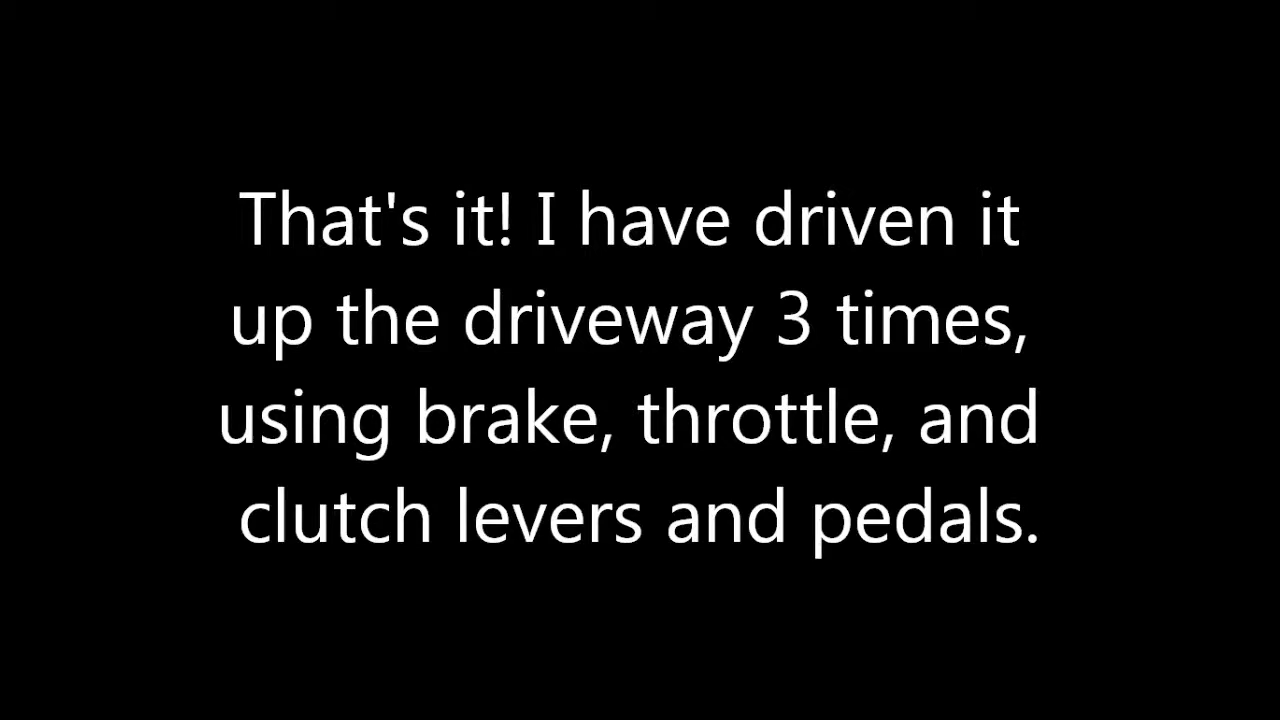 That's it! I have driven it
up the driveway 3 times,
using brake, throttle, and
clutch levers and pedals.